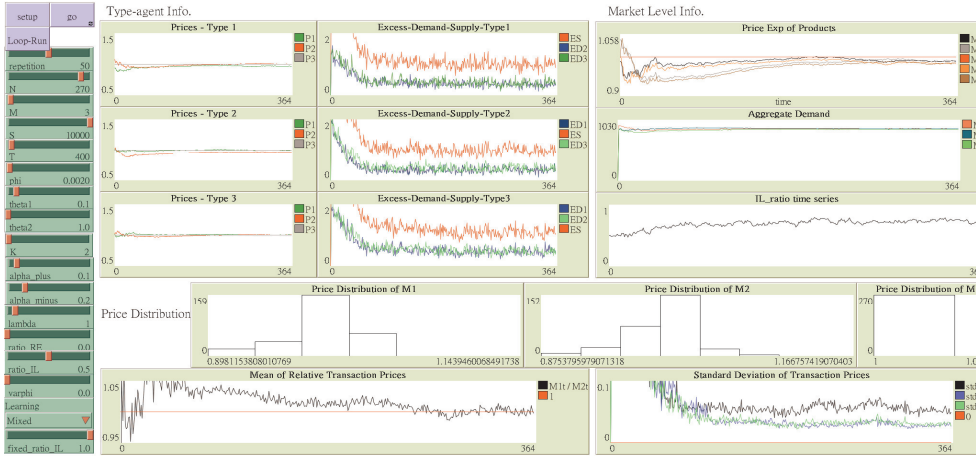 setup
go
Loop-Run
repetition 50
N 270
M 3
S 10000
T 400
phi 0.0020
theta1 0.1
theta2 1.0
K 2
alpha_plus 0.1
alpha_minus 0.2
lambda 1
ratio_RE 0.0
ratio_IL 0.5
varphi 0.0
Learning
Mixed
fixed_ratio_IL 1.0
Type-agent Info.
Prices - Type 1
1.5
0.5
0
364
P1
P2
P3
Excess-Demand-Supply-Type1
2
0
0
364
ES
ED2
ED3
Prices - Type 2
1.5
0.5
0
364
P1
P2
P3
Excess-Demand-Supply-Type2
2
0
0
364
ED1
ES
ED3
Prices - Type 3
1.5
0.5
0
364
P1
P2
P3
Excess-Demand-Supply-Type3
2
0
0
364
ED1
ED2
ES
Market Level Info.
Price Exp of Products
1.058
0.9
0
time
364
Aggregate Demand
1030
0
0
364
IL_ratio time series
1
0
0
Price Distribution
Price Distribution of M1
159
0
0.8981153808010769
1.1439460068491738
Price Distribution of M2
157
0
0.8753795979071318
1.166757419070403
Price Distribution of M
270
0
1
Mean of Relative Transaction Prices
1.05
0.95
0
364
M1t / M2t
1
Standard Deviation of Transaction Prices
0.1
0
0
364
std
std
std
0